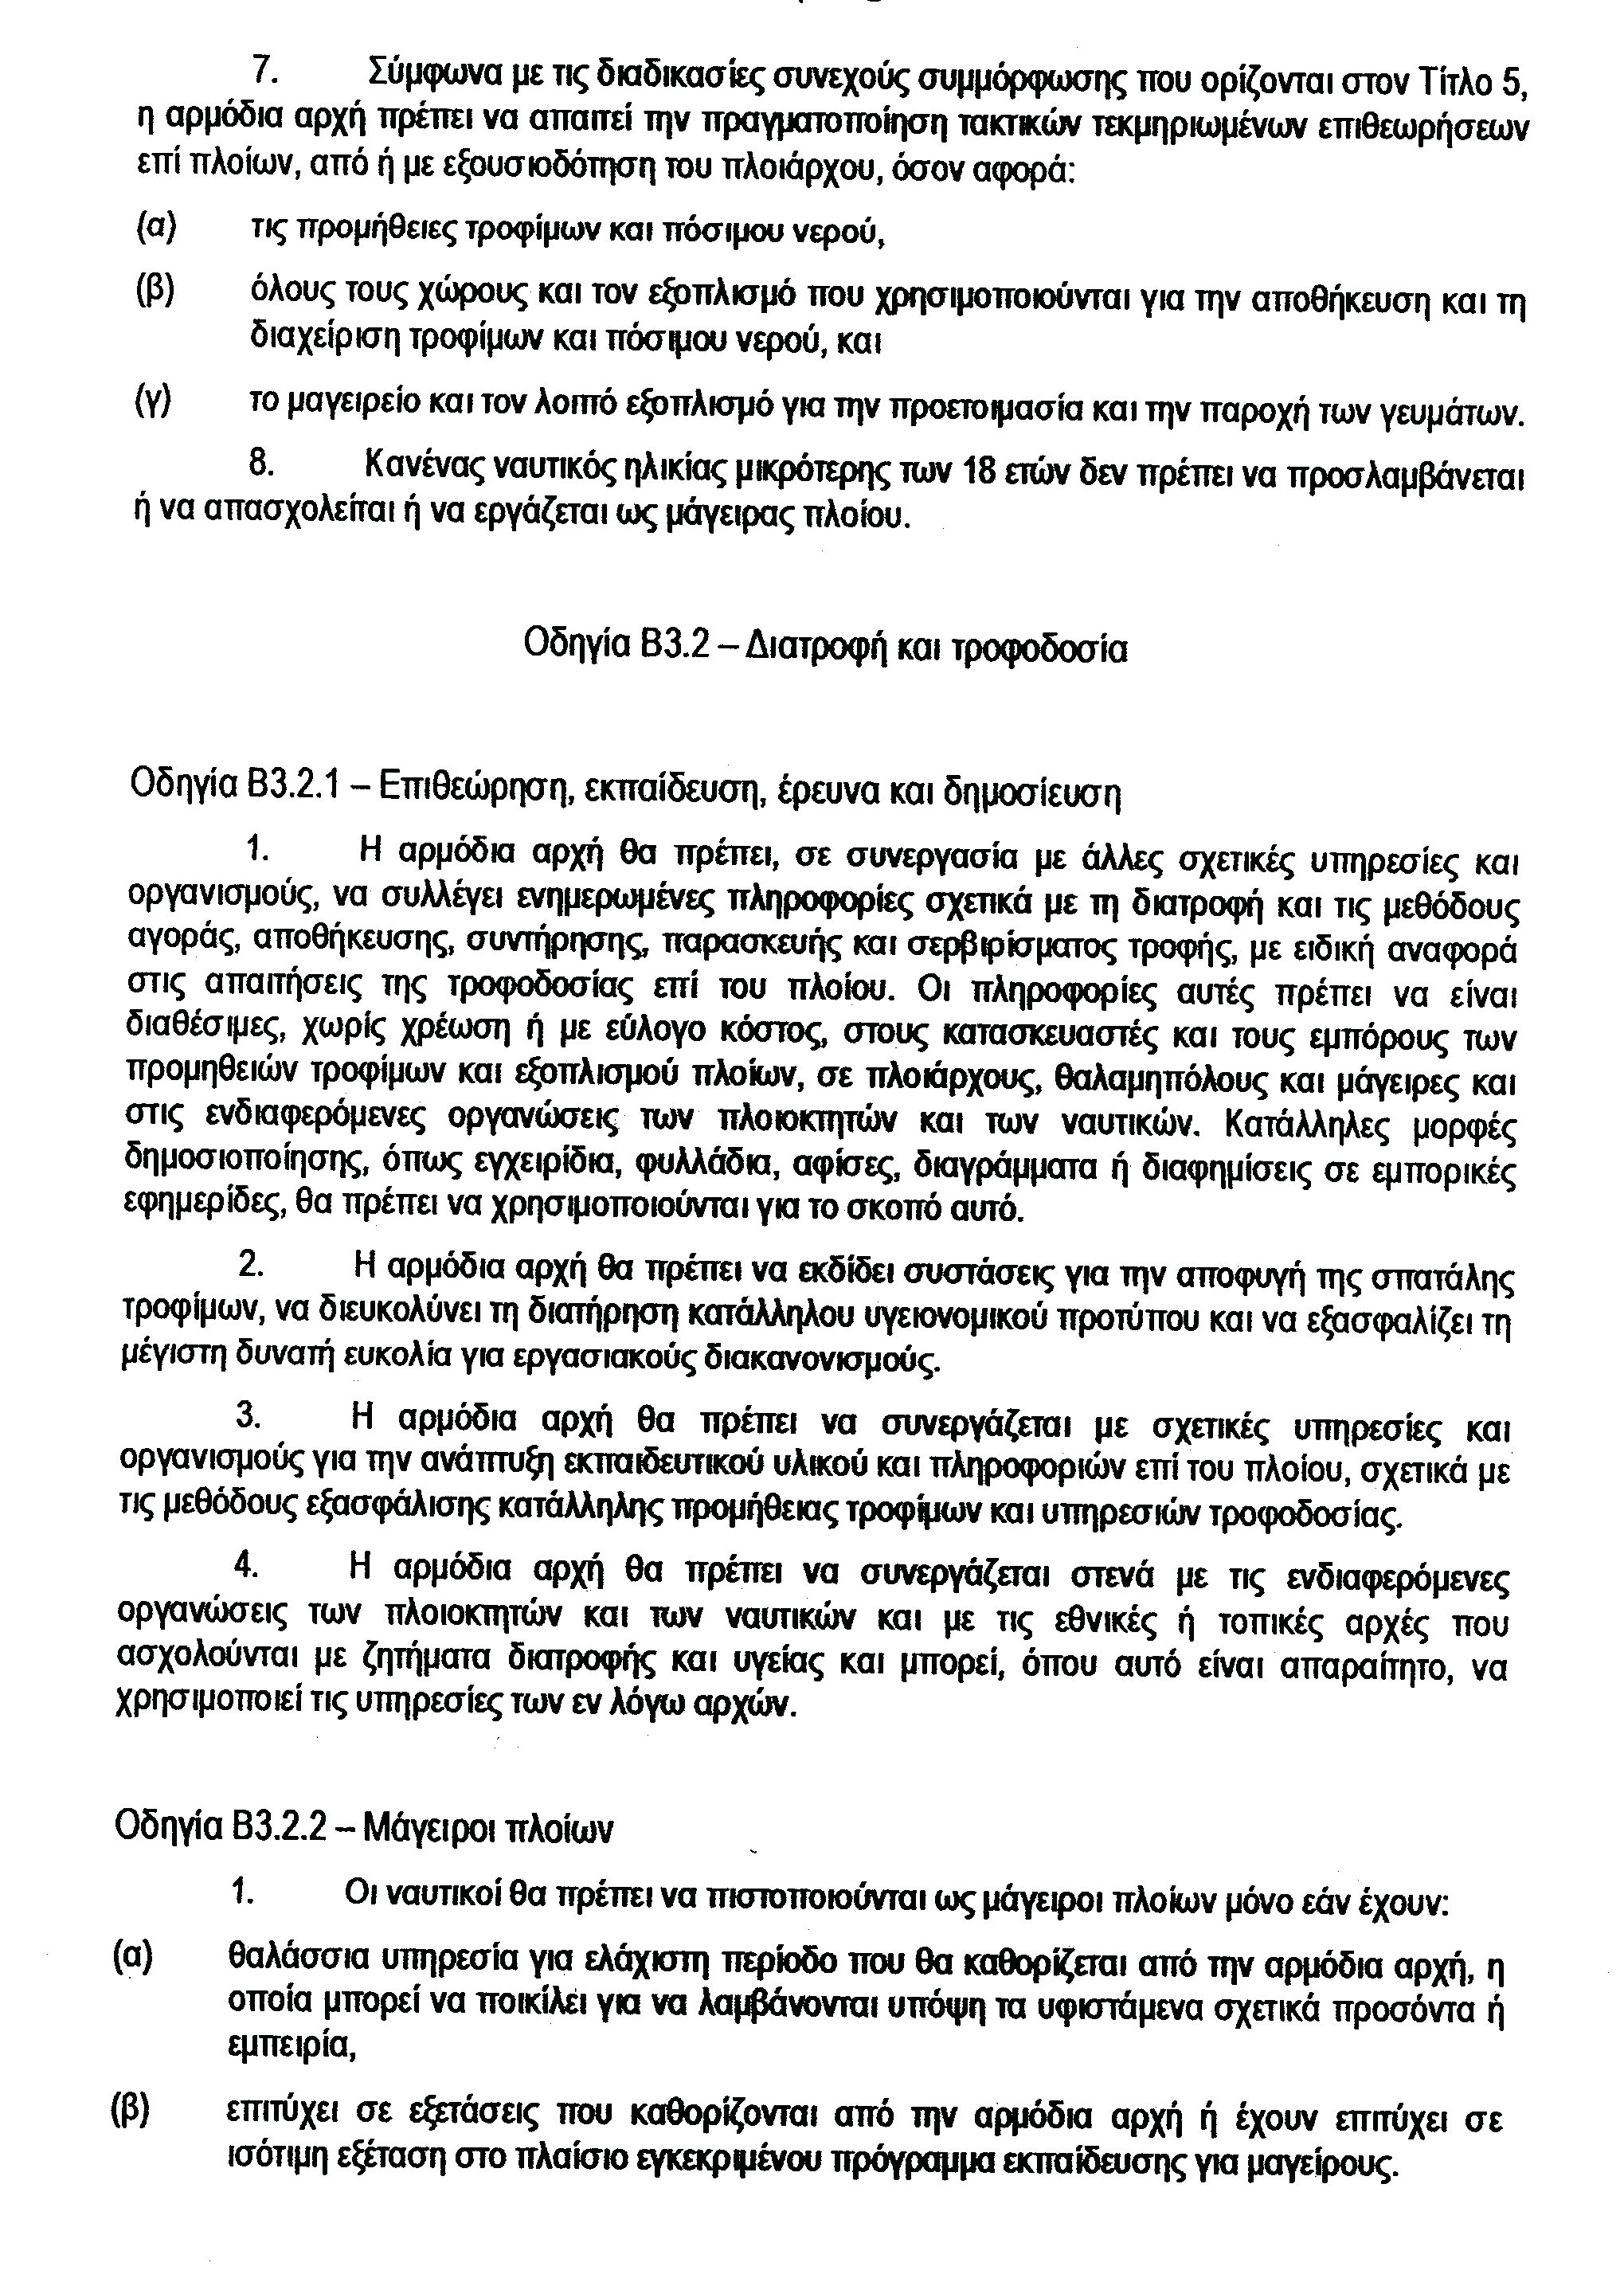 7. Σύμφωνα με τις διαδικασίες συνεχούς συμμόρφωσης που ορίζονται στον Τίτλο 5,
η αρμόδια αρχή πρέπει να απαιτεί την πραγματοποίηση τακτικών τεκμηριωμένων επιθεωρήσεων
επί πλοίων, από ή με εξουσιοδότηση του πλοιάρχου, όσον αφορά:
(α) τις προμήθειες τροφίμων και πόσιμου νερού,
(β) όλους τους χώρους και τον εξοπλισμό που χρησιμοποιούνται για την αποθήκευση και τη
διαχείριση τροφίμων και πόσιμου νερού, και
(γ) το μαγειρείο και τον λοιπό εξοπλισμό για την προετοιμασία και την παροχή των γευμάτων.
8. Κανένας ναυτικός ηλικίας μικρότερης των 18 ετών δεν πρέπει να προσλαμβάνεται
ή να απασχολείται ή να εργάζεται ως μάγειρας πλοίου.
Οδηγία Β3.2 – Διατροφή και τροφοδοσία
Οδηγία Β3.2.1 – Επιθεώρηση, εκπαίδευση, έρευνα και δημοσίευση
1. Η αρμόδια αρχή θα πρέπει, σε συνεργασία με άλλες σχετικές υπηρεσίες και
οργανισμούς, να συλλέγει ενημερωμένες πληροφορίες σχετικά με τη διατροφή και τις μεθόδους
αγοράς, αποθήκευσης, συντήρησης, παρασκευής και σερβιρίσματος τροφής, με ειδική αναφορά
στις απαιτήσεις της τροφοδοσίας επί του πλοίου. Οι πληροφορίες αυτές πρέπει να είναι
διαθέσιμες, χωρίς χρέωση ή με εύλογο κόστος, στους κατασκευαστές και τους εμπόρους των
προμηθειών τροφίμων και εξοπλισμού πλοίων, σε πλοιάρχους, θαλαμηπόλους και μάγειρες και
στις ενδιαφερόμενες οργανώσεις των πλοιοκτητών και των ναυτικών. Κατάλληλες μορφές
δημοσιοποίησης, όπως εγχειρίδια, φυλλάδια, αφίσες, διαγράμματα ή διαφημίσεις σε εμπορικές
εφημερίδες, θα πρέπει να χρησιμοποιούνται για το σκοπό αυτό.
2. Η αρμόδια αρχή θα πρέπει να εκδίδει συστάσεις για την αποφυγή της σπατάλης
τροφίμων, να διευκολύνει τη διατήρηση κατάλληλου υγειονομικού προτύπου και να εξασφαλίζει τη
μέγιστη δυνατή ευκολία για εργασιακούς διακανονισμούς.
3. Η αρμόδια αρχή θα πρέπει να συνεργάζεται με σχετικές υπηρεσίες και
οργανισμούς για την ανάπτυξη εκπαιδευτικού υλικού και πληροφοριών επί του πλοίου, σχετικά με
τις μεθόδους εξασφάλισης κατάλληλης προμήθειας τροφίμων και υπηρεσιών τροφοδοσίας.
4. Η αρμόδια αρχή θα πρέπει να συνεργάζεται στενά με τις ενδιαφερόμενες
οργανώσεις των πλοιοκτητών και των ναυτικών και με τις εθνικές ή τοπικές αρχές που
ασχολούνται με ζητήματα διατροφής και υγείας και μπορεί, όπου αυτό είναι απαραίτητο, να
χρησιμοποιεί τις υπηρεσίες των εν λόγω αρχών.
Οδηγία Β3.2.2 – Μάγειροι πλοίων
1. Οι ναυτικοί θα πρέπει να πιστοποιούνται ως μάγειροι πλοίων μόνο εάν έχουν:
(α) θαλάσσια υπηρεσία για ελάχιστη περίοδο που θα καθορίζεται από την αρμόδια αρχή, η
οποία μπορεί να ποικίλει για να λαμβάνονται υπόψη τα υφιστάμενα σχετικά προσόντα ή
εμπειρία,
(β) επιτύχει σε εξετάσεις που καθορίζονται από την αρμόδια αρχή ή έχουν επιτύχει σε
ισότιμη εξέταση στο πλαίσιο εγκεκριμένου πρόγραμμα εκπαίδευσης για μαγείρους.